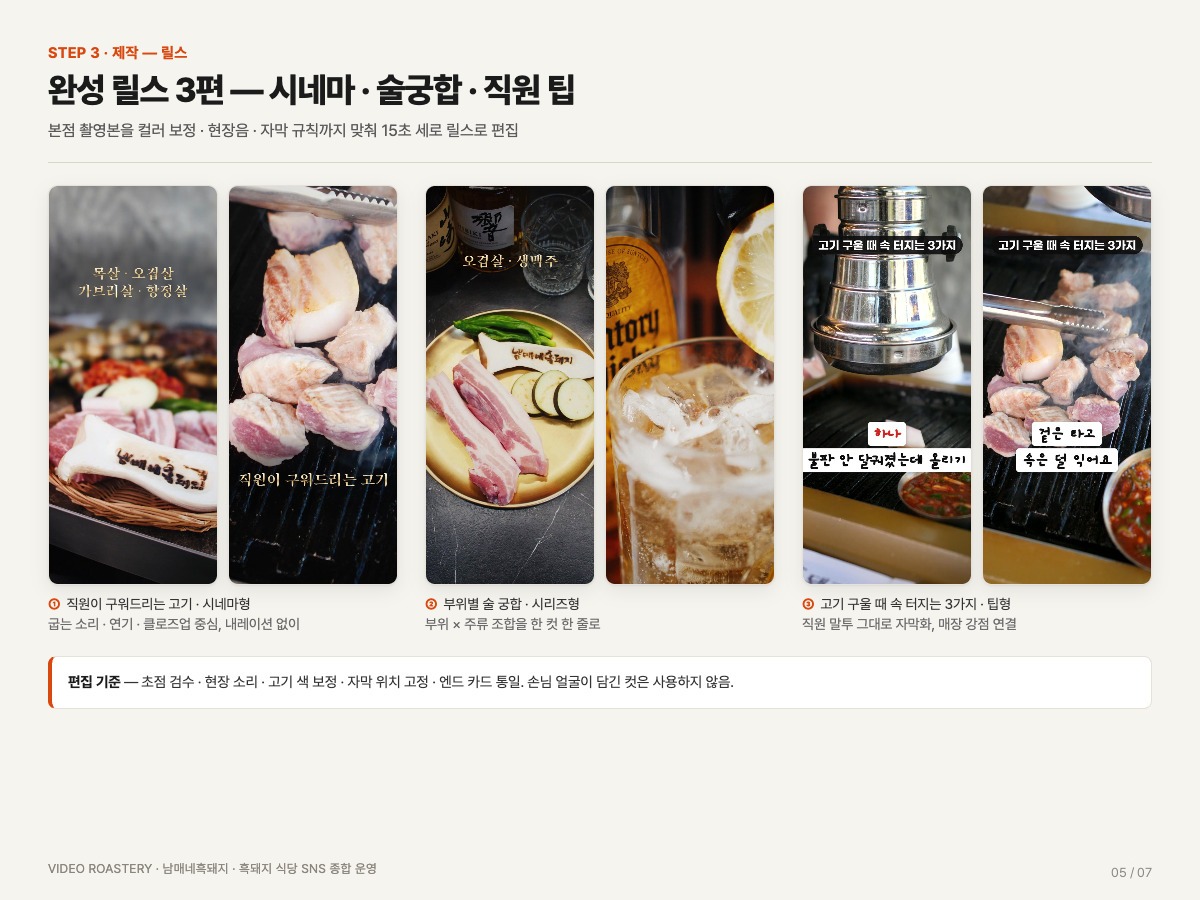 STEP 3 · 제작 — 릴스
완성 릴스 3편 — 시네마 · 술궁합 · 직원 팁
본점 촬영본을 컬러 보정 · 현장음 · 자막 규칙까지 맞춰 15초 세로 릴스로 편집
목살 · 오겹살
가브리살 · 항정살
남매네흑돼지
직원이 구워드리는 고기
響
오겹살 · 생맥주
남매네흑돼지
QUALITY
고기 구울 때 속 터지는 3가지
하나
불판 안 달궈졌는데 올리기
고기 구울 때 속 터지는 3가지
겉은 타고
속은 덜 익어요
① 직원이 구워드리는 고기 · 시네마형
굽는 소리 · 연기 · 클로즈업 중심, 내레이션 없이
② 부위별 술 궁합 · 시리즈형
부위 × 주류 조합을 한 컷 한 줄로
③ 고기 구울 때 속 터지는 3가지 · 팁형
직원 말투 그대로 자막화, 매장 강점 연결
편집 기준 — 초점 검수 · 현장 소리 · 고기 색 보정 · 자막 위치 고정 · 엔드 카드 통일. 손님 얼굴이 담긴 컷은 사용하지 않음.
VIDEO ROASTERY · 남매네흑돼지 · 흑돼지 식당 SNS 종합 운영
05 / 07